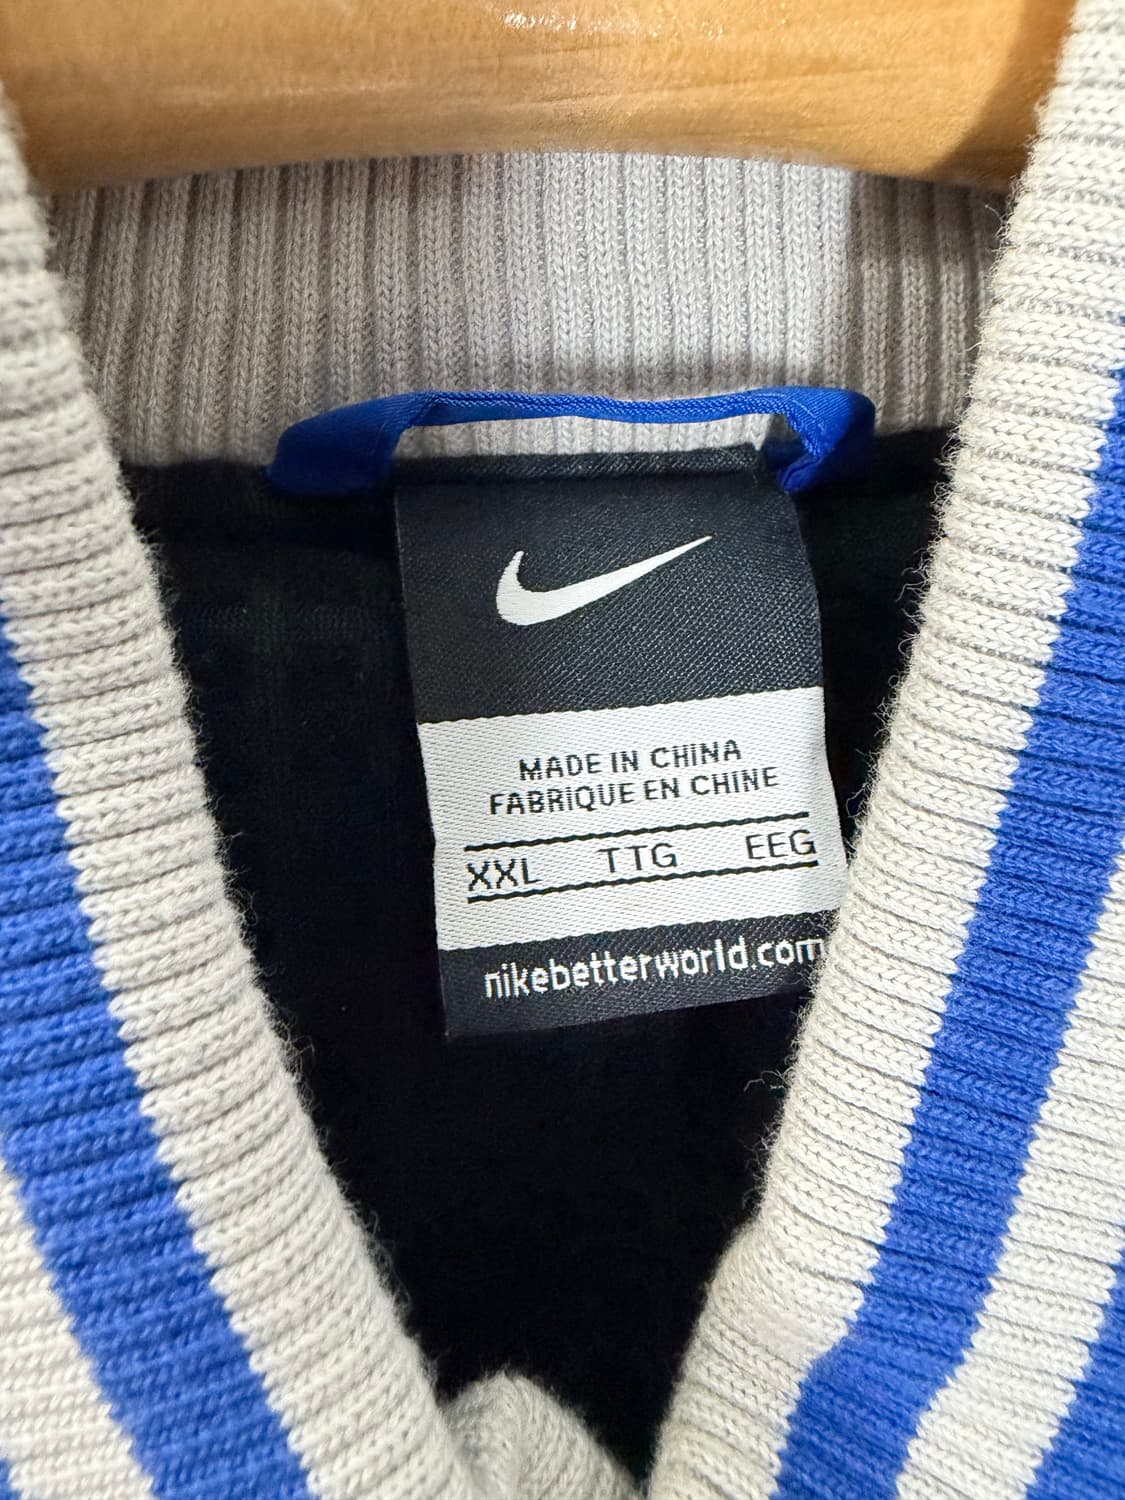 MADE IN CHINA
FABRIQUE EN CHINE
XXL TTG EEG
nikebetterworld.com